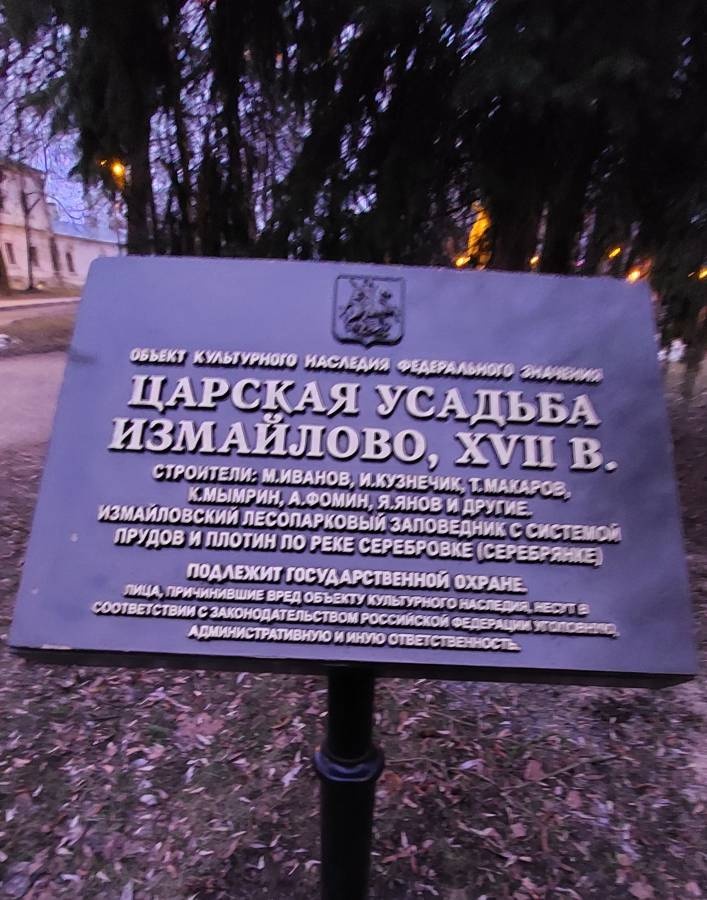 ОБЪЕКТ КУЛЬТУРНОГО НАСЛЕДИЯ ФЕДЕРАЛЬНОГО ЗНАЧЕНИЯ
ЦАРСКАЯ УСАДЬБА
ИЗМАЙЛОВО, XVII В.
СТРОИТЕЛИ: М.ИВАНОВ, И.КУЗНЕЧИК, Т.МАКАРОВ,
К.МЫМРИН, А.ФОМИН, Я.ЯНОВ И ДРУГИЕ.
ИЗМАЙЛОВСКИЙ ЛЕСОПАРКОВЫЙ ЗАПОВЕДНИК С СИСТЕМОЙ
ПРУДОВ И ПЛОТИН ПО РЕКЕ СЕРЕБРОВКЕ (СЕРЕБРЯНКЕ)
ПОДЛЕЖИТ ГОСУДАРСТВЕННОЙ ОХРАНЕ.
ЛИЦА, ПРИЧИНИВШИЕ ВРЕД ОБЪЕКТУ КУЛЬТУРНОГО НАСЛЕДИЯ, НЕСУТ В
СООТВЕТСТВИИ С ЗАКОНОДАТЕЛЬСТВОМ РОССИЙСКОЙ ФЕДЕРАЦИИ УГОЛОВНУЮ,
АДМИНИСТРАТИВНУЮ И ИНУЮ ОТВЕТСТВЕННОСТЬ.